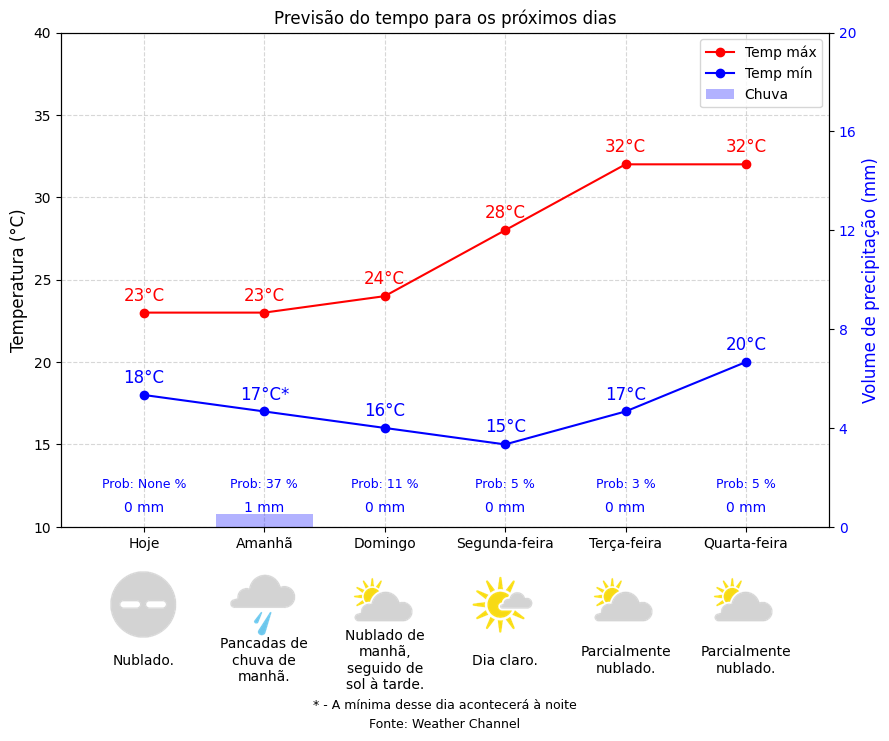 Previsão do tempo para os próximos dias
Temp máx
Temp mín
Chuva
Temperatura (°C)
40
35
30
25
20
15
10
Volume de precipitação (mm)
20
16
12
8
4
0
23°C 23°C 24°C 28°C 32°C 32°C
18°C 17°C* 16°C 15°C 17°C 20°C
Prob: None % Prob: 37 % Prob: 11 % Prob: 5 % Prob: 3 % Prob: 5 %
0 mm 1 mm 0 mm 0 mm 0 mm 0 mm
Hoje Amanhã Domingo Segunda-feira Terça-feira Quarta-feira
Nublado.
Pancadas de
chuva de
manhã.
Nublado de
manhã,
seguido de
sol à tarde.
Dia claro.
Parcialmente
nublado.
Parcialmente
nublado.
* - A mínima desse dia acontecerá à noite
Fonte: Weather Channel